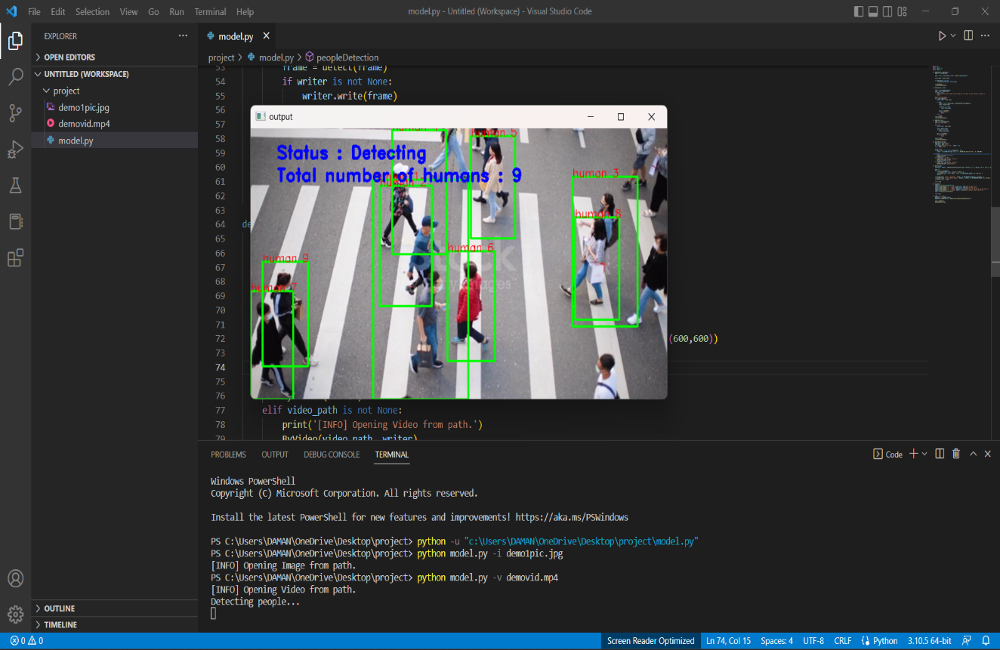 File Edit Selection View Go Run Terminal Help
model.py - Untitled (Workspace) - Visual Studio Code
EXPLORER
OPEN EDITORS
UNTITLED (WORKSPACE)
project
demo1pic.jpg
demovid.mp4
model.py
OUTLINE
TIMELINE
model.py
project > model.py > peopleDetection
53 frame = detect(frame)
54 if writer is not None:
55 writer.write(frame)
56
57
58
59
60
61
62
63
64 de
65
66
67
68
69
70
71
72 (600,600))
73
74
75
76
77 elif video_path is not None:
78 print('[INFO] Opening Video from path.')
79 ByVideo(video_path, writer)
output
Status : Detecting
Total number of humans : 9
human 5
human 3
human 2
human 8
human 6
human 9
human 7
PROBLEMS OUTPUT DEBUG CONSOLE TERMINAL
Code
Windows PowerShell
Copyright (C) Microsoft Corporation. All rights reserved.
Install the latest PowerShell for new features and improvements! https://aka.ms/PSWindows
PS C:\Users\DAMAN\OneDrive\Desktop\project> python -u "c:\Users\DAMAN\OneDrive\Desktop\project\model.py"
PS C:\Users\DAMAN\OneDrive\Desktop\project> python model.py -i demo1pic.jpg
[INFO] Opening Image from path.
PS C:\Users\DAMAN\OneDrive\Desktop\project> python model.py -v demovid.mp4
[INFO] Opening Video from path.
Detecting people...
0 0
Screen Reader Optimized Ln 74, Col 15 Spaces: 4 UTF-8 CRLF Python 3.10.5 64-bit